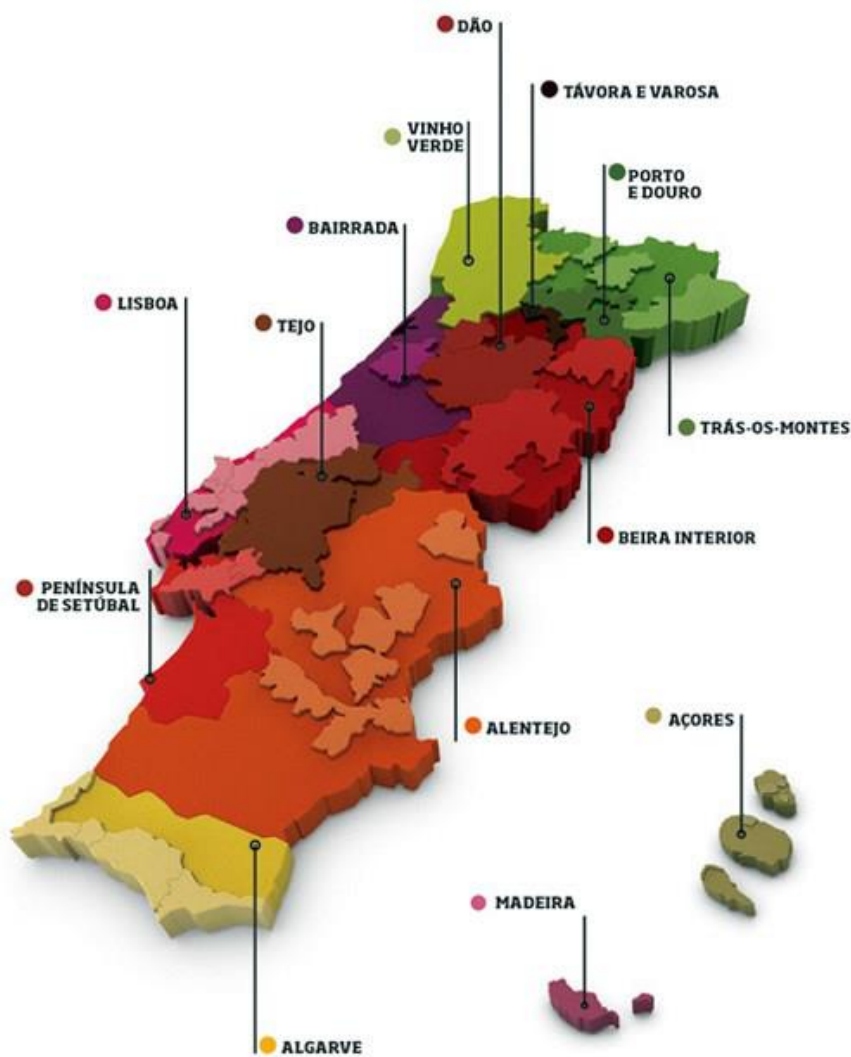 DÃO
TÁVORA E VAROSA
VINHO
VERDE
PORTO
E DOURO
BAIRRADA
LISBOA
TEJO
TRÁS-OS-MONTES
BEIRA INTERIOR
PENÍNSULA
DE SETÚBAL
ALENTEJO
AÇORES
MADEIRA
ALGARVE